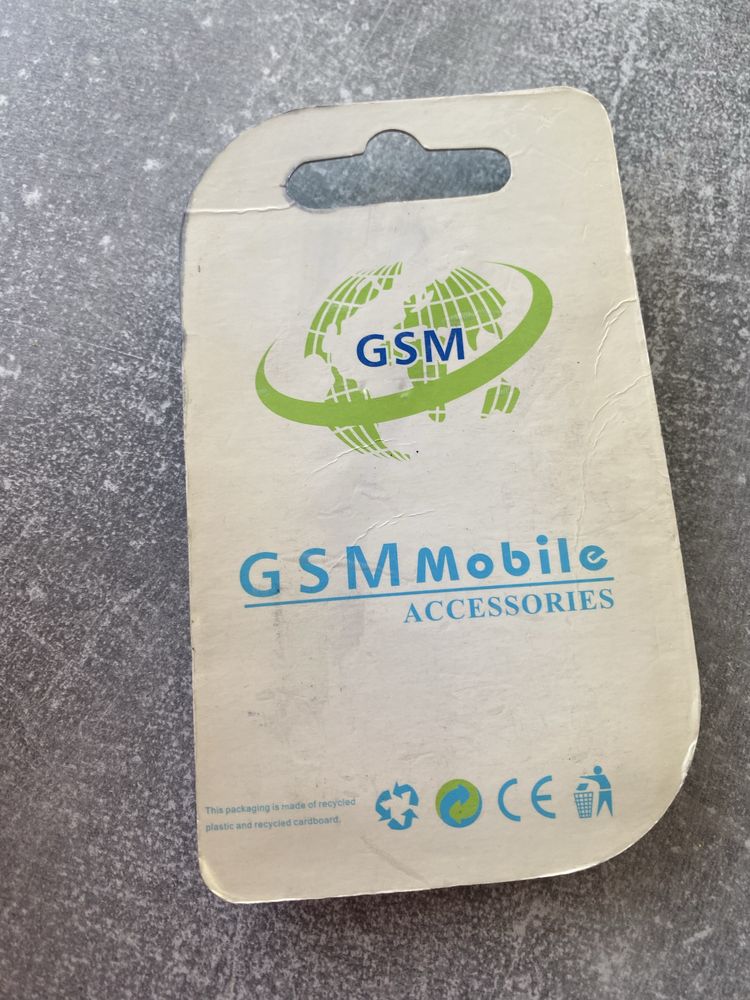 GSM
GSM Mobile
ACCESSORIES
This packaging is made of recycled
plastic and recycled cardboard.
CE